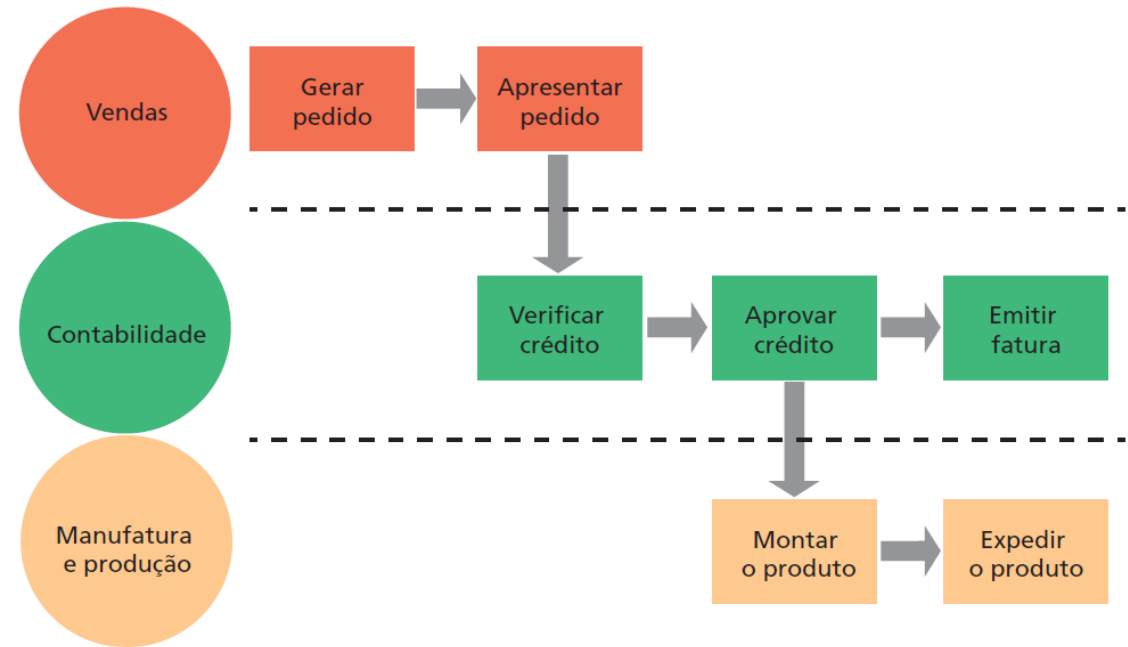 Vendas
Gerar
pedido
Apresentar
pedido
Contabilidade
Verificar
crédito
Aprovar
crédito
Emitir
fatura
Manufatura
e produção
Montar
o produto
Expedir
o produto